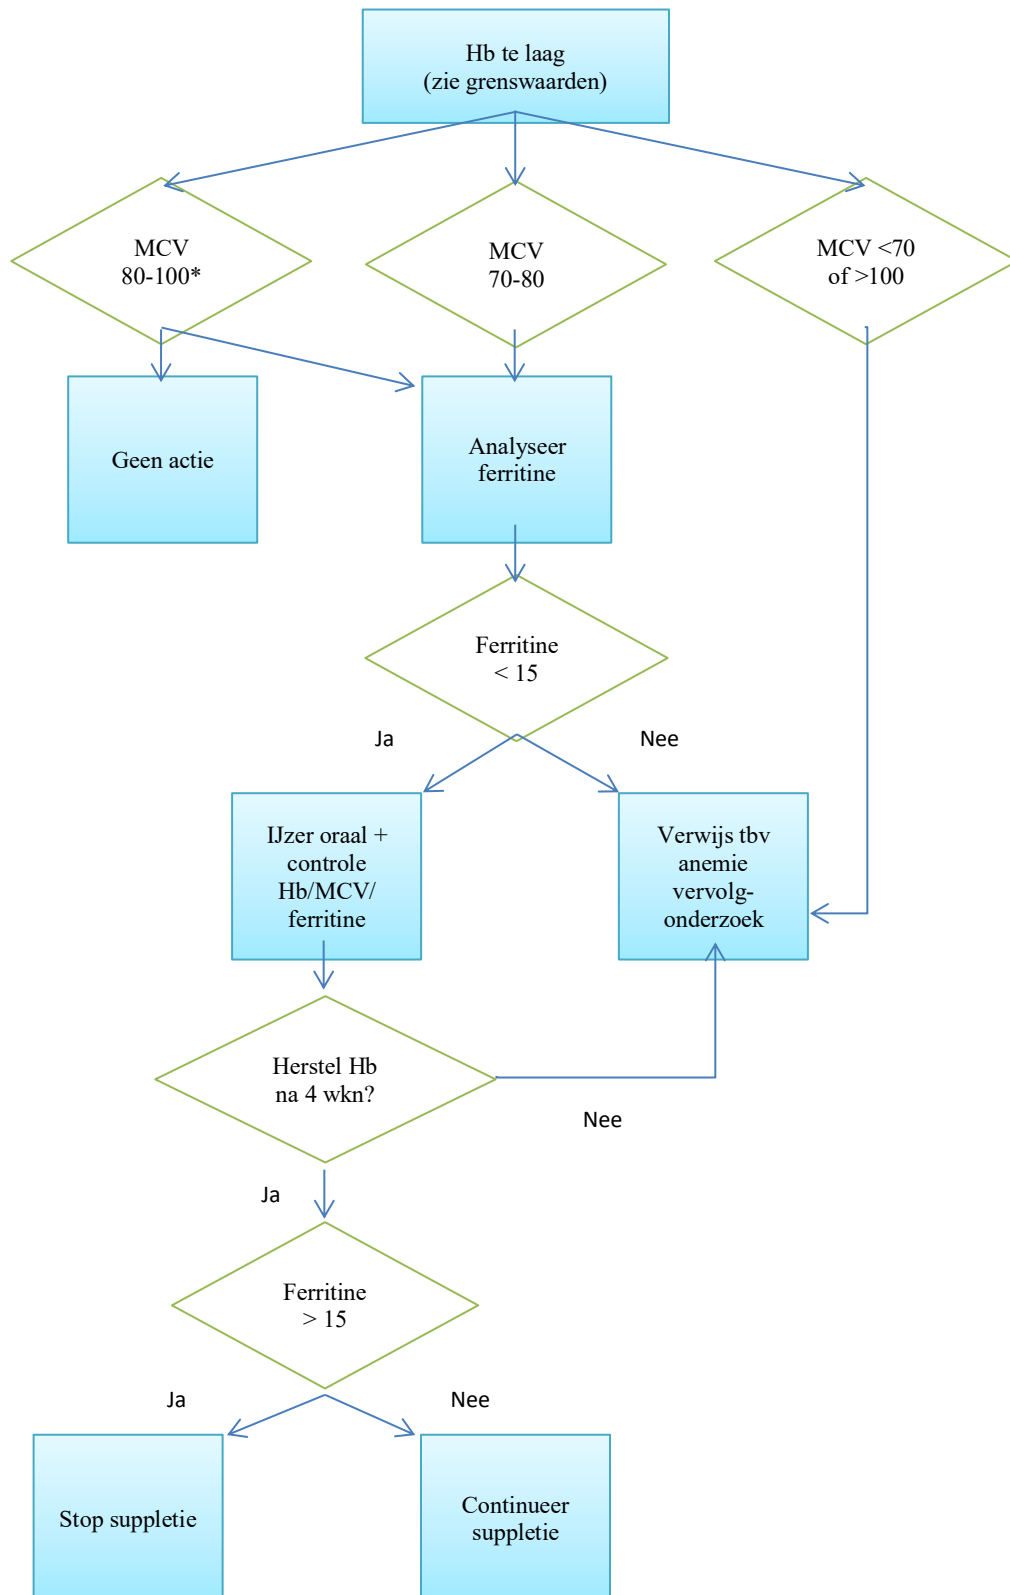 Hb te laag
(zie grenswaarden)
MCV
80-100*
MCV
70-80
MCV <70
of >100
Geen actie
Analyseer
ferritine
Ferritine
< 15
Ja
Nee
IJzer oraal +
controle
Hb/MCV/
ferritine
Verwijs tbv
anemie
vervolg-
onderzoek
Herstel Hb
na 4 wkn?
Nee
Ja
Ferritine
> 15
Ja
Nee
Stop suppletie
Continueer
suppletie